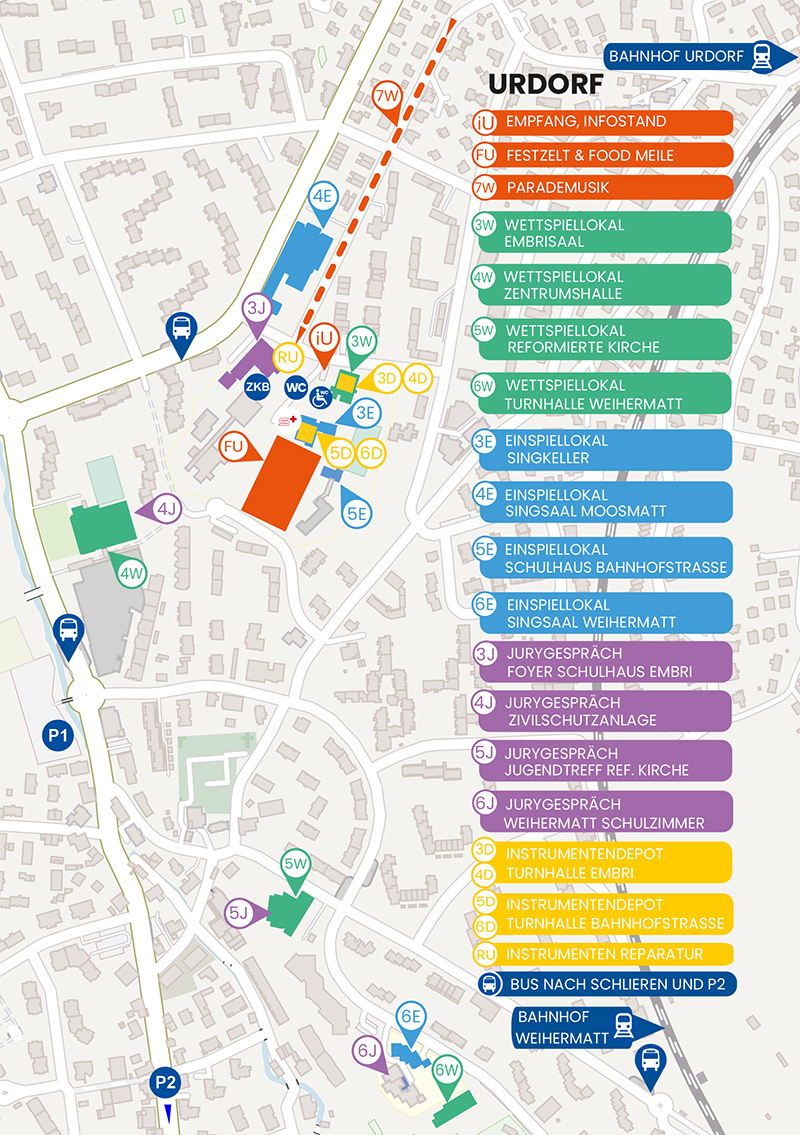 BAHNHOF URDORF
URDORF
iU EMPFANG, INFOSTAND
FU FESTZELT & FOOD MEILE
7W PARADEMUSIK
3W WETTSPIELLOKAL
EMBRISAAL
4W WETTSPIELLOKAL
ZENTRUMSHALLE
5W WETTSPIELLOKAL
REFORMIERTE KIRCHE
6W WETTSPIELLOKAL
TURNHALLE WEIHERMATT
3E EINSPIELLOKAL
SINGKELLER
4E EINSPIELLOKAL
SINGSAAL MOOSMATT
5E EINSPIELLOKAL
SCHULHAUS BAHNHOFSTRASSE
6E EINSPIELLOKAL
SINGSAAL WEIHERMATT
3J JURYGESPRÄCH
FOYER SCHULHAUS EMBRI
4J JURYGESPRÄCH
ZIVILSCHUTZANLAGE
5J JURYGESPRÄCH
JUGENDTREFF REF. KIRCHE
6J JURYGESPRÄCH
WEIHERMATT SCHULZIMMER
3D INSTRUMENTENDEPOT
4D TURNHALLE EMBRI
5D INSTRUMENTENDEPOT
6D TURNHALLE BAHNHOFSTRASSE
RU INSTRUMENTEN REPARATUR
BUS NACH SCHLIEREN UND P2
BAHNHOF
WEIHERMATT
7W
4E
3J
RU
iU
3W
ZKB
WC
WC
3D 4D
3E
FU
5D 6D
5E
4J
4W
P1
5W
5J
6E
6J
6W
P2